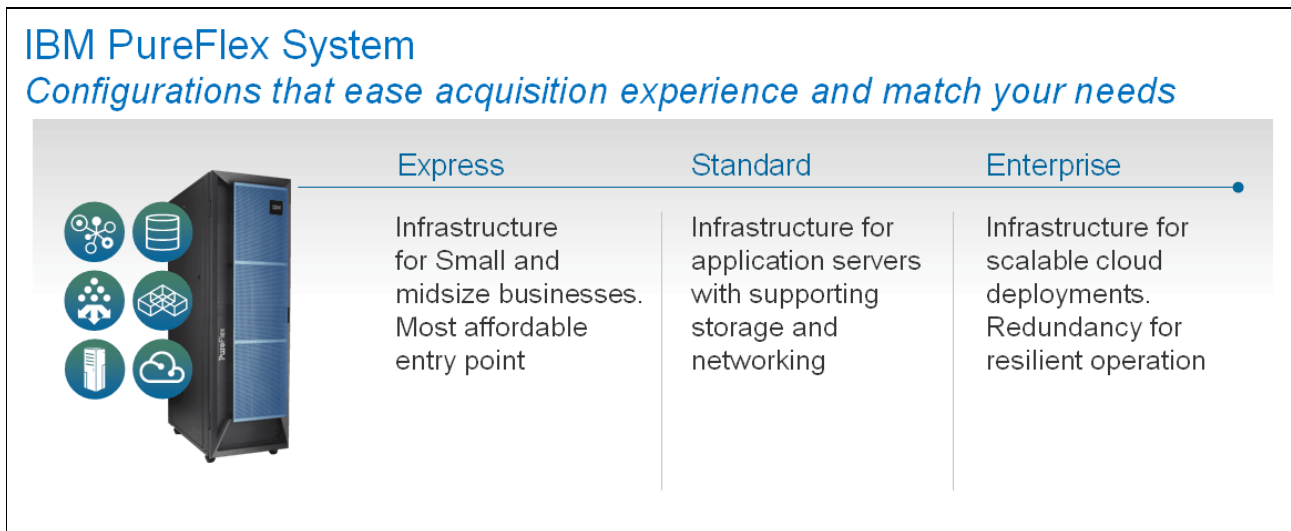 IBM PureFlex System
Configurations that ease acquisition experience and match your needs
Express
Infrastructure
for Small and
midsize businesses.
Most affordable
entry point
Standard
Infrastructure for
application servers
with supporting
storage and
networking
Enterprise
Infrastructure for
scalable cloud
deployments.
Redundancy for
resilient operation
PureFlex
IBM